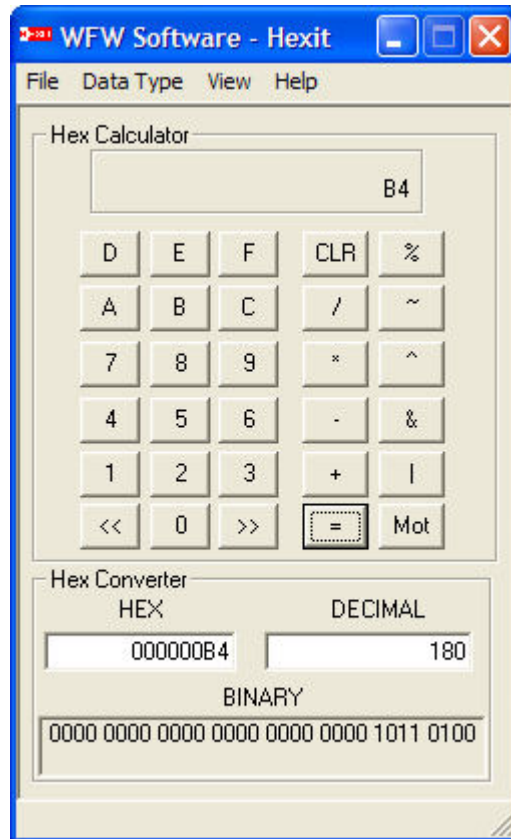 WFW Software - Hexit
File Data Type View Help
Hex Calculator
B4
D E F CLR %
A B C / ~
7 8 9 * ^
4 5 6 - &
1 2 3 + |
<< 0 >> = Mot
Hex Converter
HEX DECIMAL
000000B4 180
BINARY
0000 0000 0000 0000 0000 0000 1011 0100